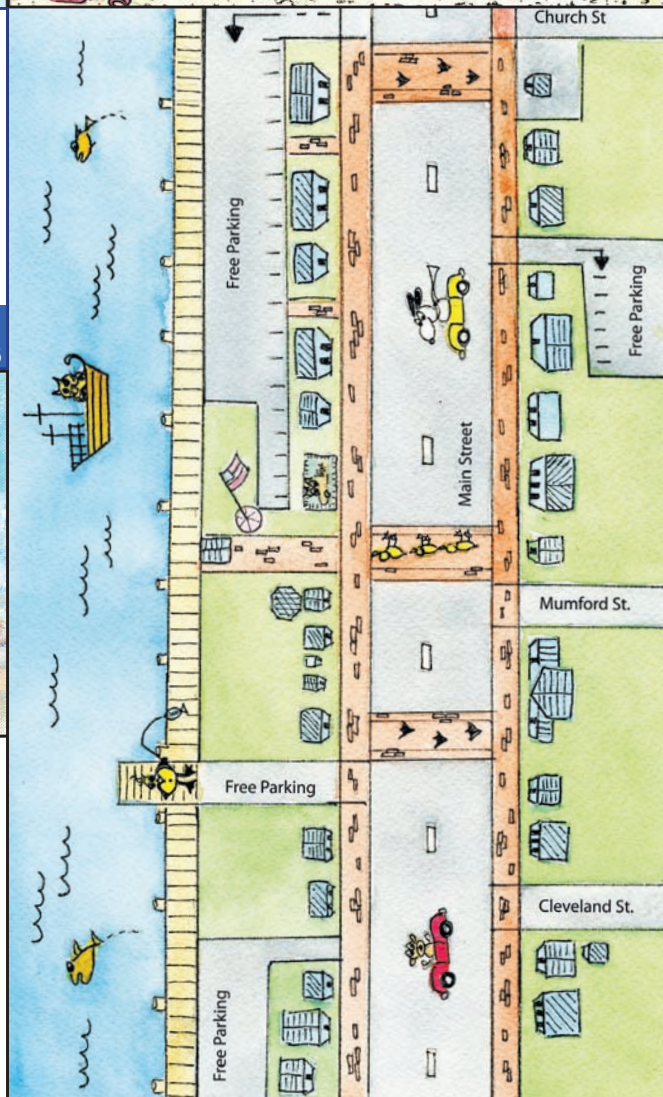 Church St
Free Parking
Free Parking
Main Street
Mumford St.
Free Parking
Cleveland St.
Free Parking